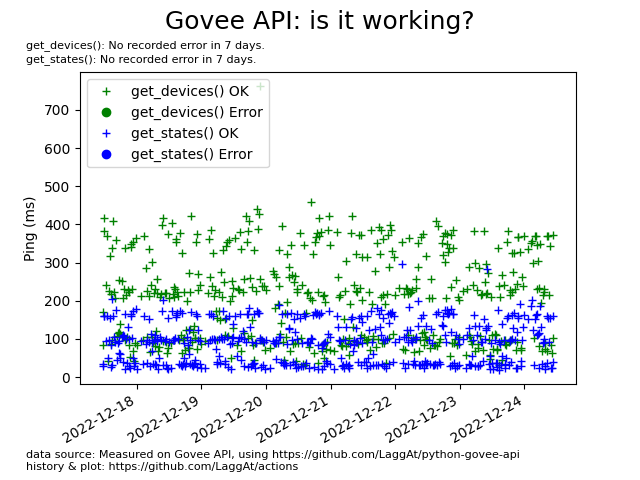 Govee API: is it working?
get_devices(): No recorded error in 7 days.
get_states(): No recorded error in 7 days.
get_devices() OK
get_devices() Error
get_states() OK
get_states() Error
Ping (ms)
700
600
500
400
300
200
100
0
2022-12-18
2022-12-19
2022-12-20
2022-12-21
2022-12-22
2022-12-23
2022-12-24
data source: Measured on Govee API, using https://github.com/LaggAt/python-govee-api
history & plot: https://github.com/LaggAt/actions